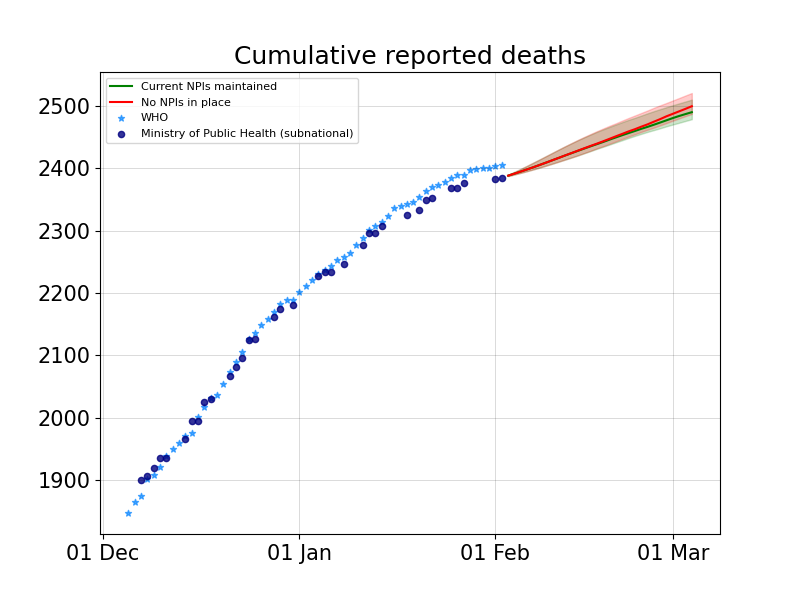 Cumulative reported deaths
Current NPIs maintained
No NPIs in place
WHO
Ministry of Public Health (subnational)
2500
2400
2300
2200
2100
2000
1900
01 Dec
01 Jan
01 Feb
01 Mar